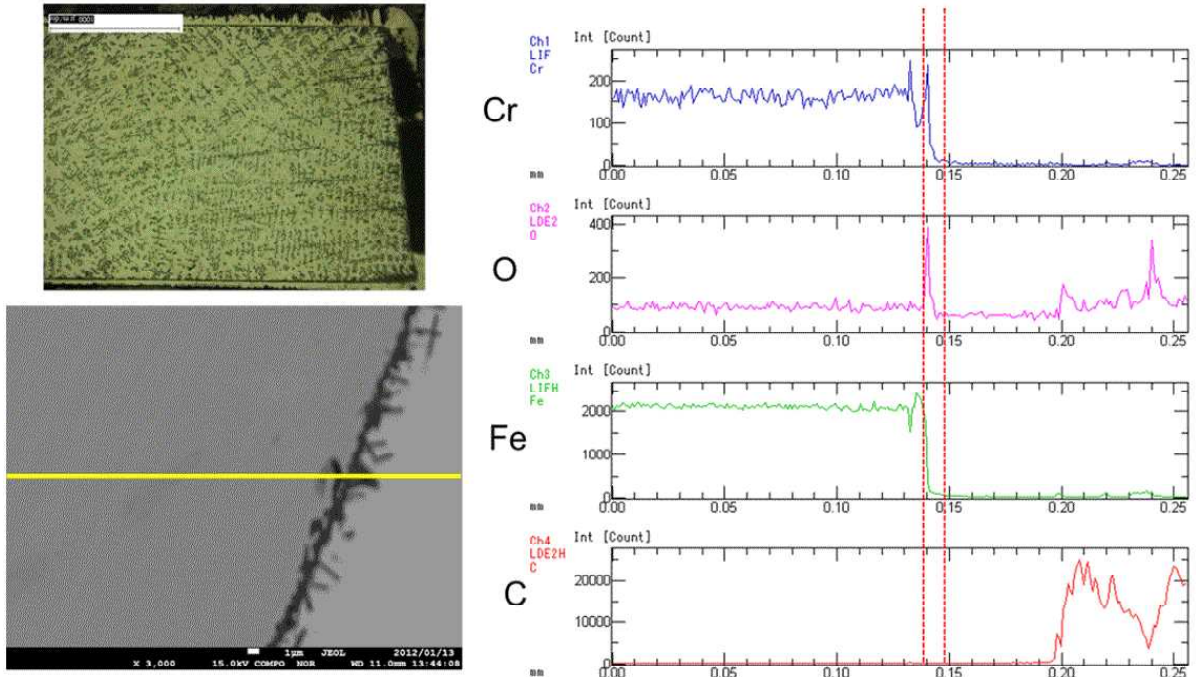 1000 μm
1μm JEOL 2012/01/13
X 3,000 15.0kV COMPO NOR WD 11.0mm 13:44:08
Cr
Ch1
LIF
Cr
Int [Count]
200
100
0
mm
0.00 0.05 0.10 0.15 0.20 0.25
O
Ch2
LDE2
O
Int [Count]
400
200
0
mm
0.00 0.05 0.10 0.15 0.20 0.25
Fe
Ch3
LIFH
Fe
Int [Count]
2000
1000
0
mm
0.00 0.05 0.10 0.15 0.20 0.25
C
Ch4
LDE2H
C
Int [Count]
20000
10000
0
mm
0.00 0.05 0.10 0.15 0.20 0.25